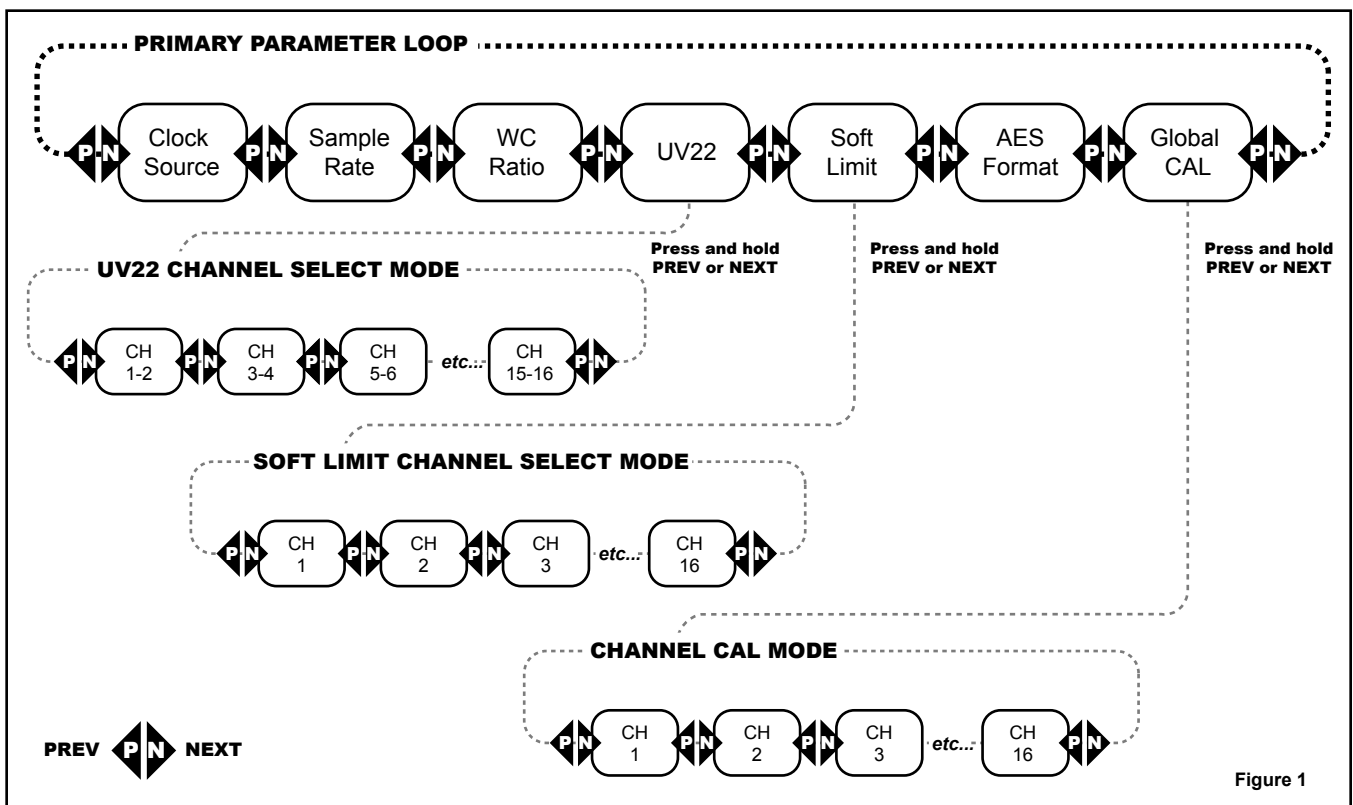 PRIMARY PARAMETER LOOP
P N
Clock
Source
P N
Sample
Rate
P N
WC
Ratio
P N
UV22
P N
Soft
Limit
P N
AES
Format
P N
Global
CAL
P N
Press and hold
PREV or NEXT
Press and hold
PREV or NEXT
Press and hold
PREV or NEXT
UV22 CHANNEL SELECT MODE
P N
CH
1-2
P N
CH
3-4
P N
CH
5-6
etc...
CH
15-16
P N
SOFT LIMIT CHANNEL SELECT MODE
P N
CH
1
P N
CH
2
P N
CH
3
etc...
CH
16
P N
CHANNEL CAL MODE
P N
CH
1
P N
CH
2
P N
CH
3
etc...
CH
16
P N
PREV P N NEXT
Figure 1